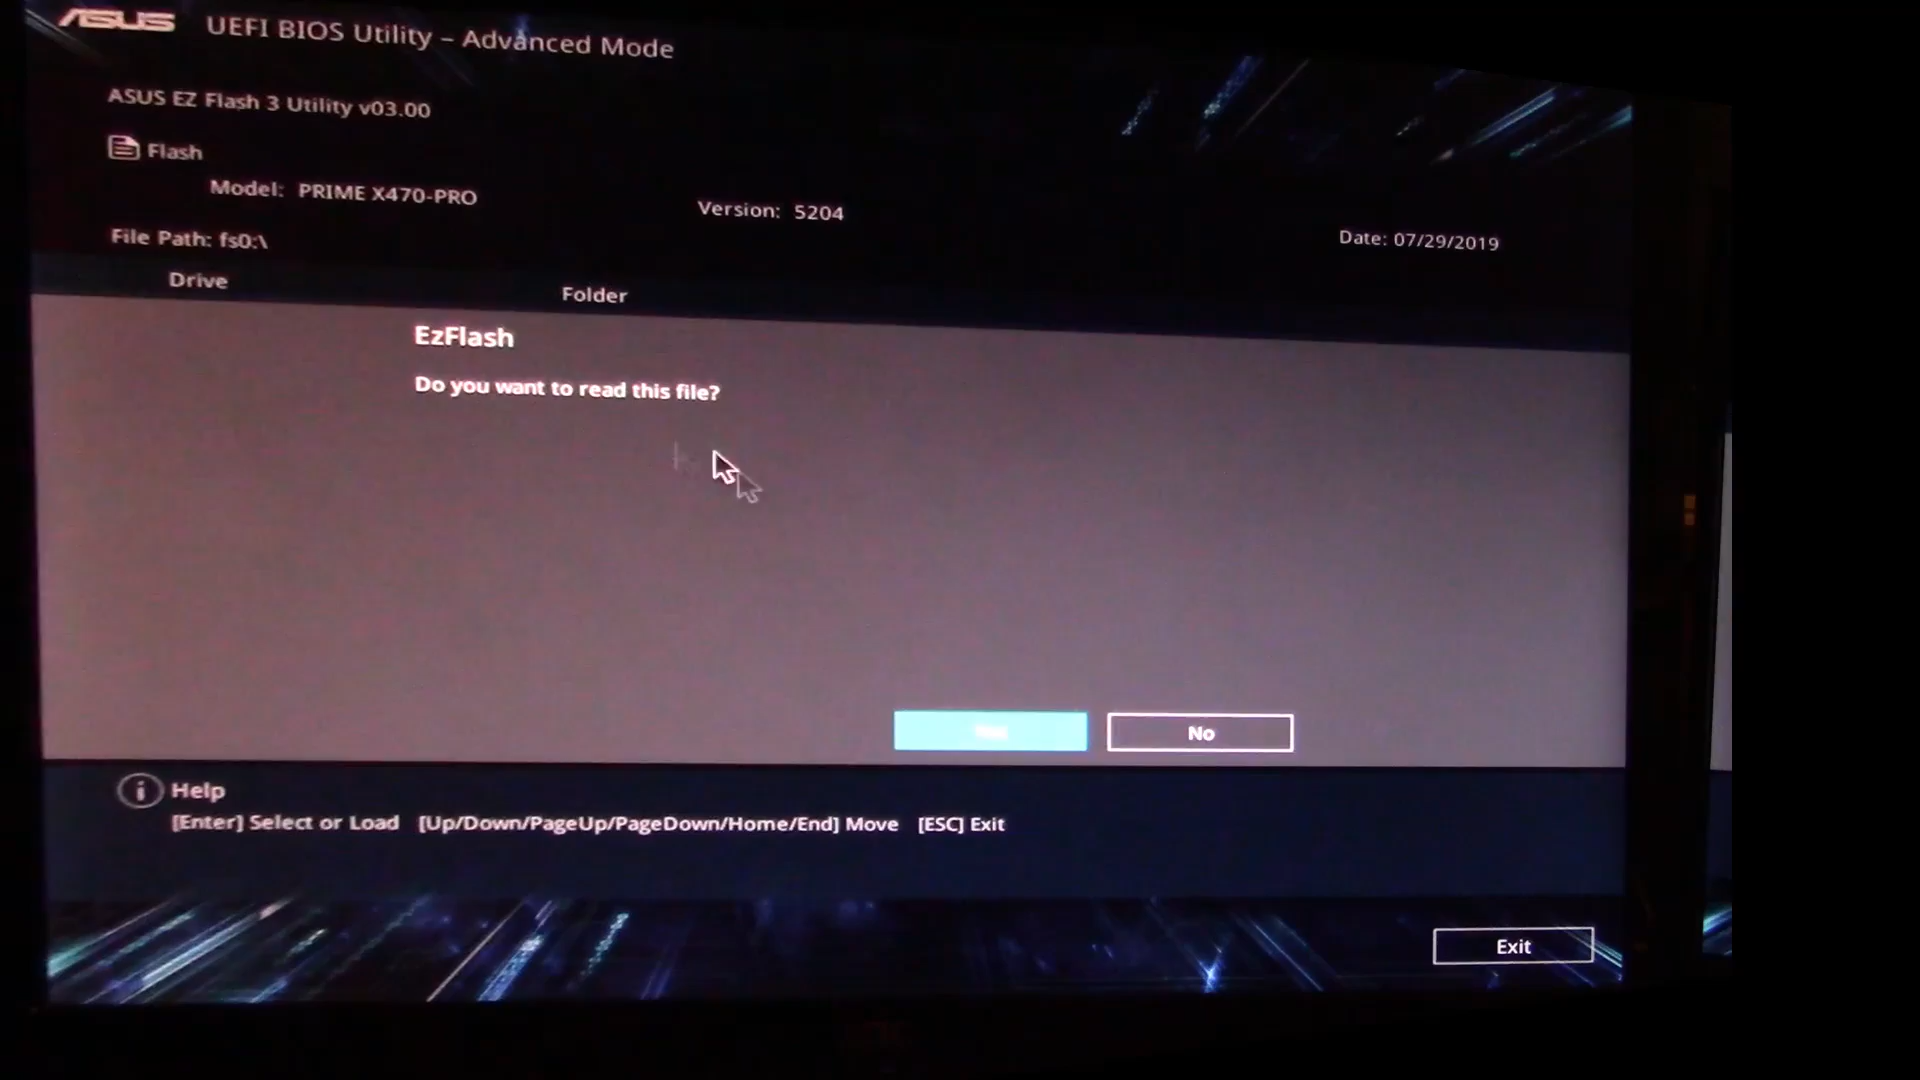 ASUS UEFI BIOS Utility – Advanced Mode
ASUS EZ Flash 3 Utility v03.00
Flash
Model: PRIME X470-PRO
Version: 5204
Date: 07/29/2019
File Path: fs0:\
Drive
Folder
EzFlash
Do you want to read this file?
No
Help
[Enter] Select or Load [Up/Down/PageUp/PageDown/Home/End] Move [ESC] Exit
Exit